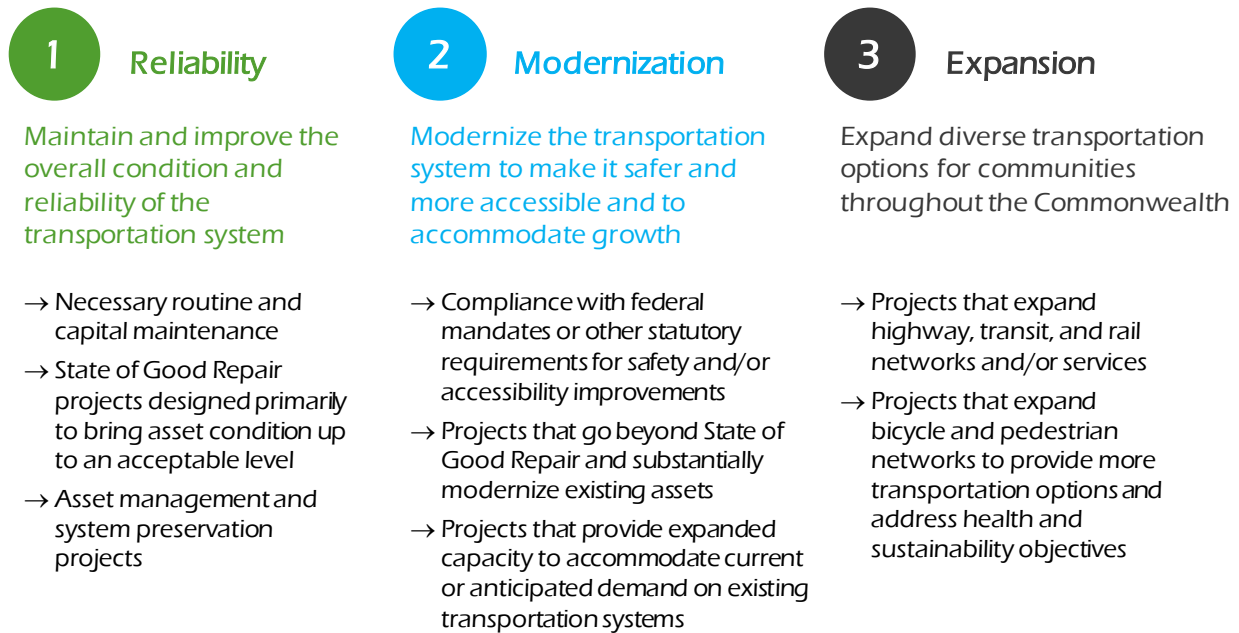 1
Reliability
Maintain and improve the
overall condition and
reliability of the
transportation system
→ Necessary routine and
capital maintenance
→ State of Good Repair
projects designed primarily
to bring asset condition up
to an acceptable level
→ Asset management and
system preservation
projects
2
Modernization
Modernize the transportation
system to make it safer and
more accessible and to
accommodate growth
→ Compliance with federal
mandates or other statutory
requirements for safety and/or
accessibility improvements
→ Projects that go beyond State of
Good Repair and substantially
modernize existing assets
→ Projects that provide expanded
capacity to accommodate current
or anticipated demand on existing
transportation systems
3
Expansion
Expand diverse transportation
options for communities
throughout the Commonwealth
→ Projects that expand
highway, transit, and rail
networks and/or services
→ Projects that expand
bicycle and pedestrian
networks to provide more
transportation options and
address health and
sustainability objectives